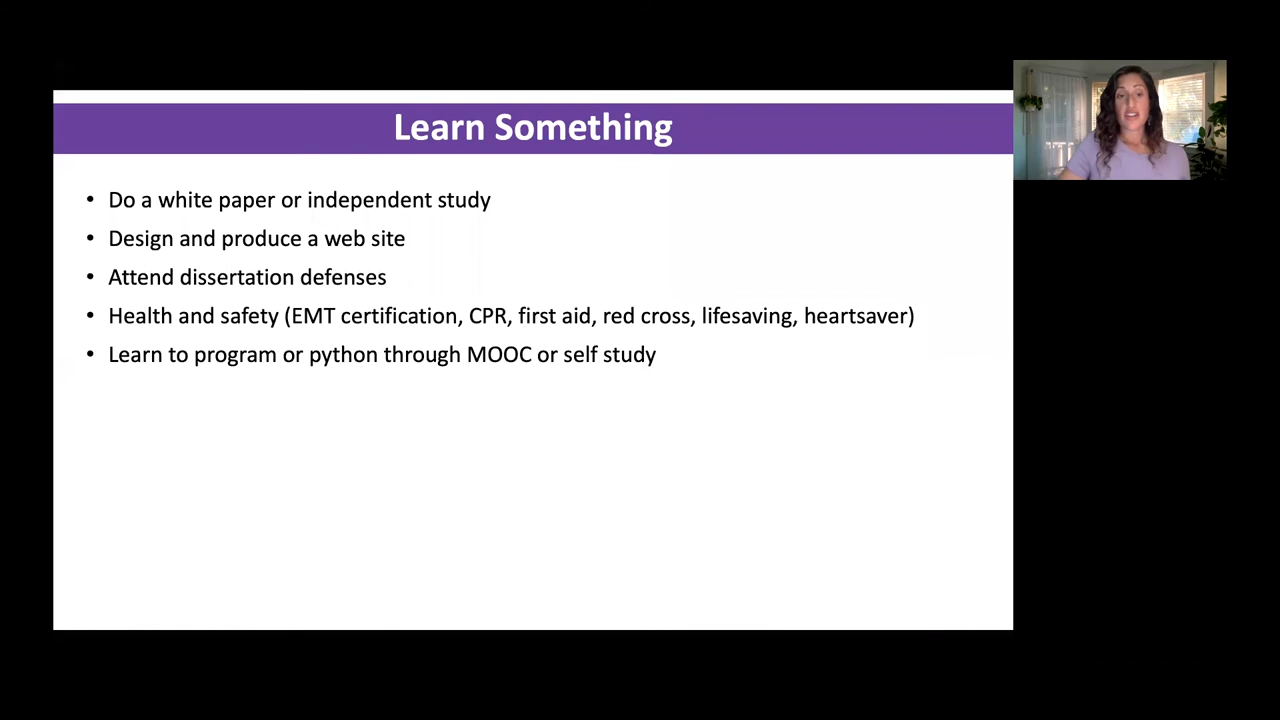 Learn Something
• Do a white paper or independent study
• Design and produce a web site
• Attend dissertation defenses
• Health and safety (EMT certification, CPR, first aid, red cross, lifesaving, heartsaver)
• Learn to program or python through MOOC or self study